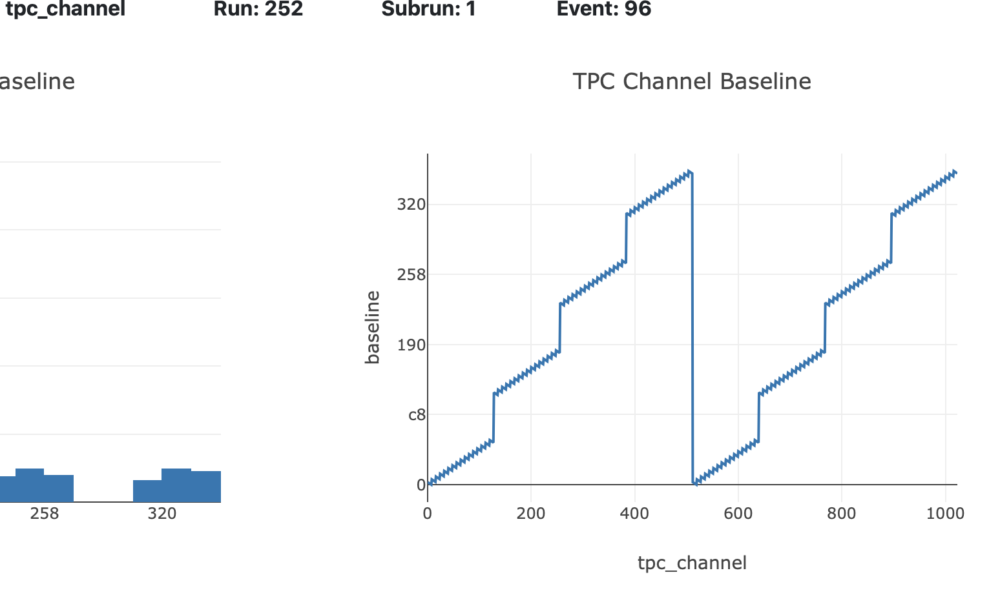 tpc_channel Run: 252 Subrun: 1 Event: 96
aseline
TPC Channel Baseline
320
258
190
c8
0
baseline
0 200 400 600 800 1000
tpc_channel
258 320